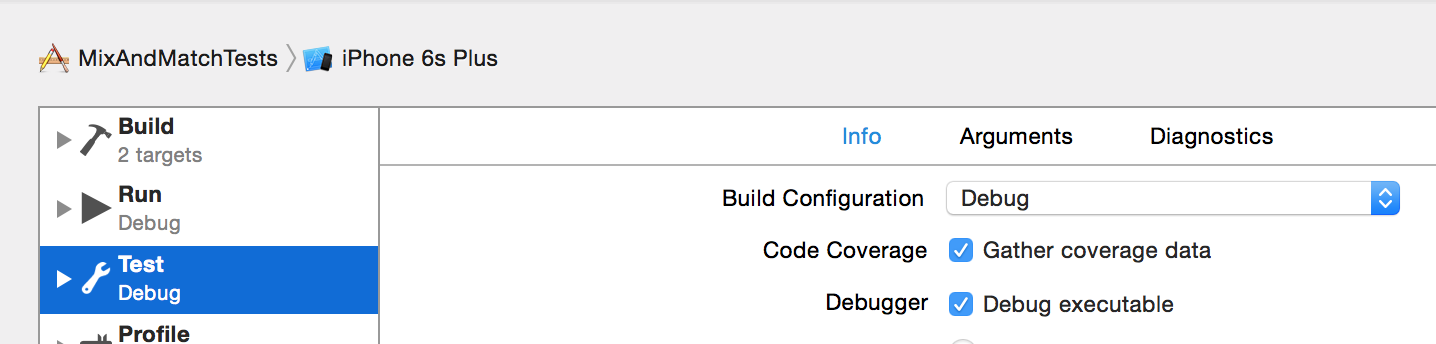 MixAndMatchTests iPhone 6s Plus
Build
2 targets
Run
Debug
Test
Debug
Profile
Info Arguments Diagnostics
Build Configuration Debug
Code Coverage Gather coverage data
Debugger Debug executable